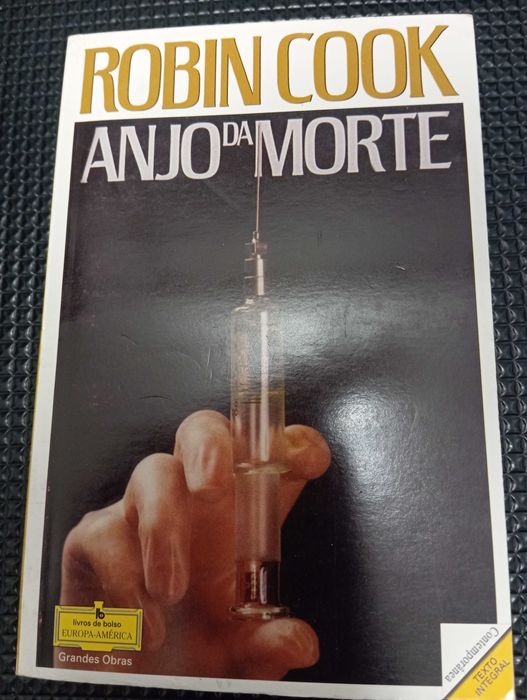 ROBIN COOK
ANJO DA MORTE
livros de bolso
EUROPA-AMÉRICA
Grandes Obras
Contemporânea
TEXTO
INTEGRAL